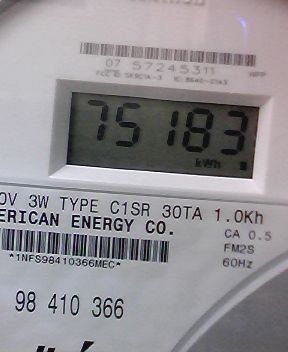 07 57245311
75183
kWh
0V 3W TYPE C1SR 30TA 1.0Kh
ERICAN ENERGY CO.
CA 0.5
FM2S
*1NFS98410366MEC*
60Hz
98 410 366